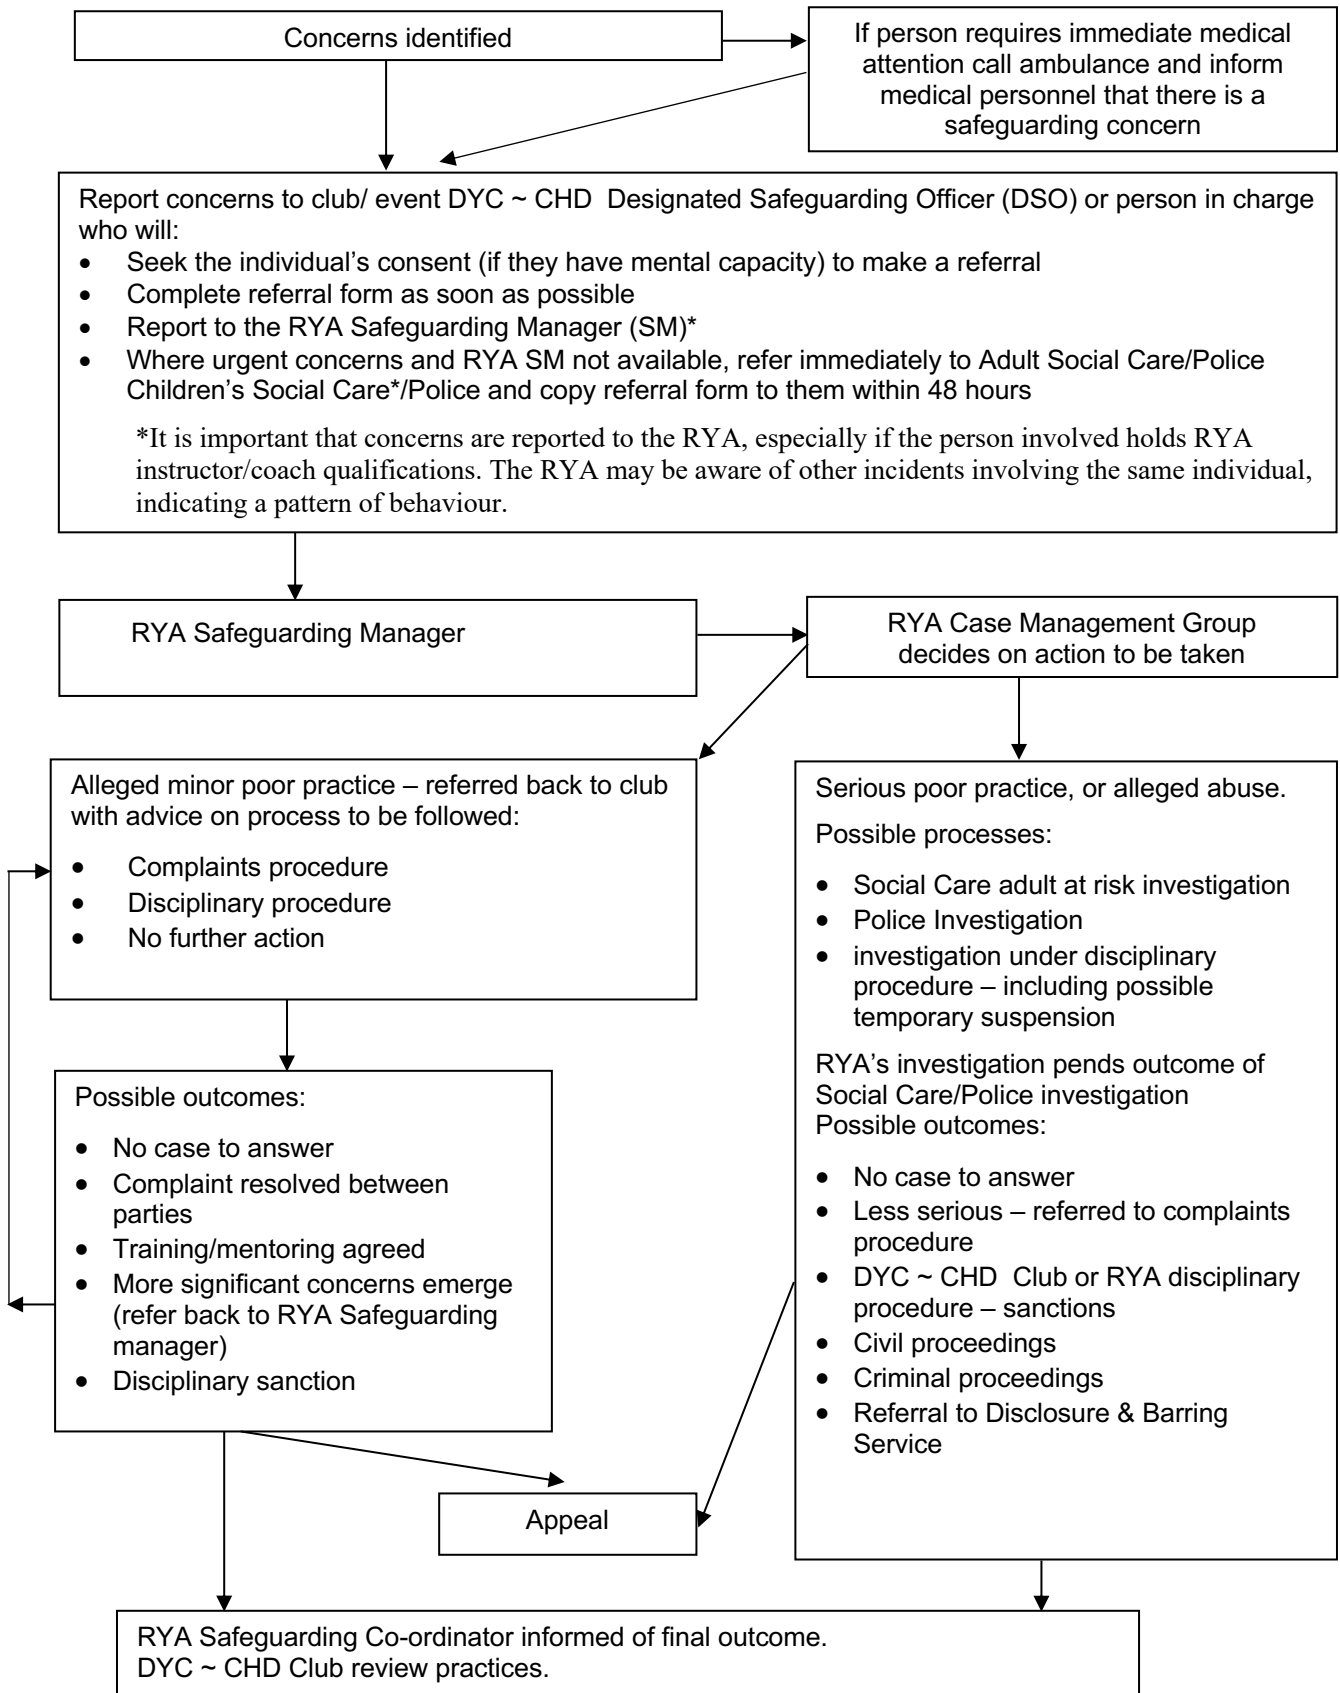 Concerns identified
If person requires immediate medical
attention call ambulance and inform
medical personnel that there is a
safeguarding concern
Report concerns to club/ event DYC ~ CHD  Designated Safeguarding Officer (DSO) or person in charge
who will:
• Seek the individual’s consent (if they have mental capacity) to make a referral
• Complete referral form as soon as possible
• Report to the RYA Safeguarding Manager (SM)*
• Where urgent concerns and RYA SM not available, refer immediately to Adult Social Care/Police
Children’s Social Care*/Police and copy referral form to them within 48 hours
*It is important that concerns are reported to the RYA, especially if the person involved holds RYA
instructor/coach qualifications. The RYA may be aware of other incidents involving the same individual,
indicating a pattern of behaviour.
RYA Safeguarding Manager
RYA Case Management Group
decides on action to be taken
Alleged minor poor practice – referred back to club
with advice on process to be followed:
• Complaints procedure
• Disciplinary procedure
• No further action
Possible outcomes:
• No case to answer
• Complaint resolved between
parties
• Training/mentoring agreed
• More significant concerns emerge
(refer back to RYA Safeguarding
manager)
• Disciplinary sanction
Serious poor practice, or alleged abuse.
Possible processes:
• Social Care adult at risk investigation
• Police Investigation
• investigation under disciplinary
procedure – including possible
temporary suspension
RYA’s investigation pends outcome of
Social Care/Police investigation
Possible outcomes:
• No case to answer
• Less serious – referred to complaints
procedure
• DYC ~ CHD  Club or RYA disciplinary
procedure – sanctions
• Civil proceedings
• Criminal proceedings
• Referral to Disclosure & Barring
Service
Appeal
RYA Safeguarding Co-ordinator informed of final outcome.
DYC ~ CHD Club review practices.